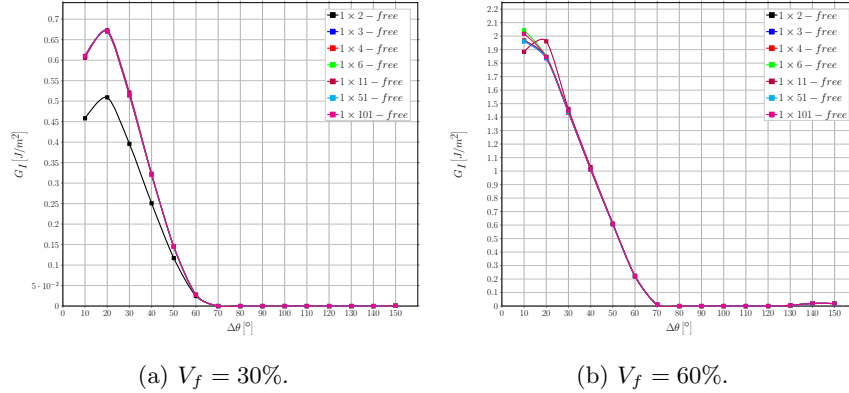 0.7
0.65
0.6
0.55
0.5
0.45
0.4
0.35
0.3
0.25
0.2
0.15
0.1
5 · 10⁻²
0
G_I [J/m²]
0 10 20 30 40 50 60 70 80 90 100 110 120 130 140 150
Δθ [°]
1 × 2 − free
1 × 3 − free
1 × 4 − free
1 × 6 − free
1 × 11 − free
1 × 51 − free
1 × 101 − free
(a) V_f = 30%.
2.2
2.1
2
1.9
1.8
1.7
1.6
1.5
1.4
1.3
1.2
1.1
1
0.9
0.8
0.7
0.6
0.5
0.4
0.3
0.2
0.1
0
G_I [J/m²]
0 10 20 30 40 50 60 70 80 90 100 110 120 130 140 150
Δθ [°]
1 × 2 − free
1 × 3 − free
1 × 4 − free
1 × 6 − free
1 × 11 − free
1 × 51 − free
1 × 101 − free
(b) V_f = 60%.